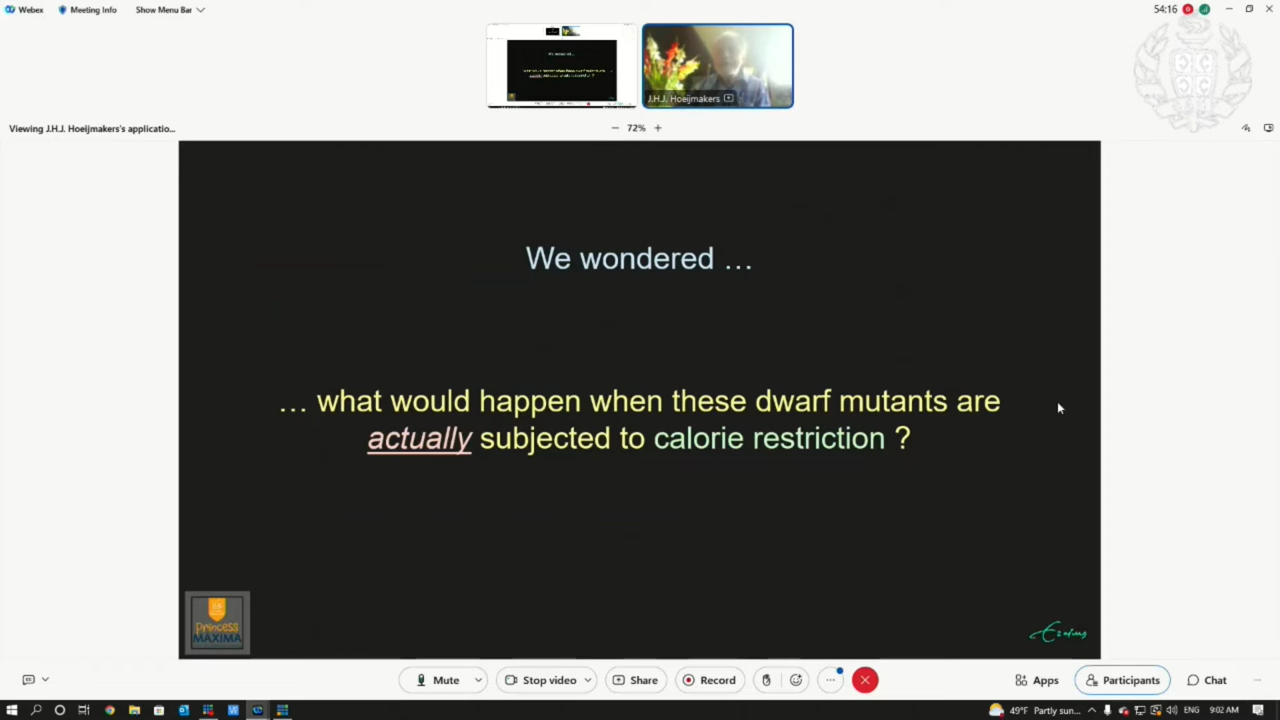 Webex
Meeting Info
Show Menu Bar
54:16
J.H.J. Hoeijmakers
Viewing J.H.J. Hoeijmakers's applicatio...
72%
We wondered …
… what would happen when these dwarf mutants are
actually subjected to calorie restriction ?
Princess
MÁXIMA
Erasmus
Mute
Stop video
Share
Record
Apps
Participants
Chat
49°F Partly sun...
ENG
9:02 AM